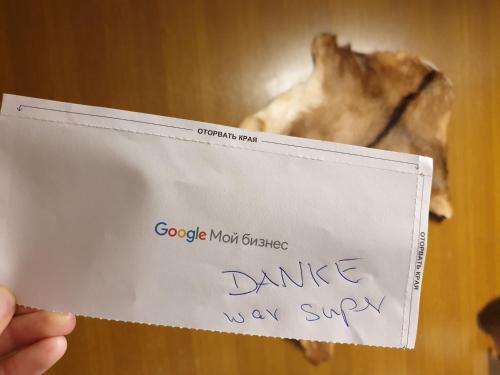 ОТОРВАТЬ КРАЯ
ОТОРВАТЬ КРАЯ
Google Мой бизнес
DANKE
war super